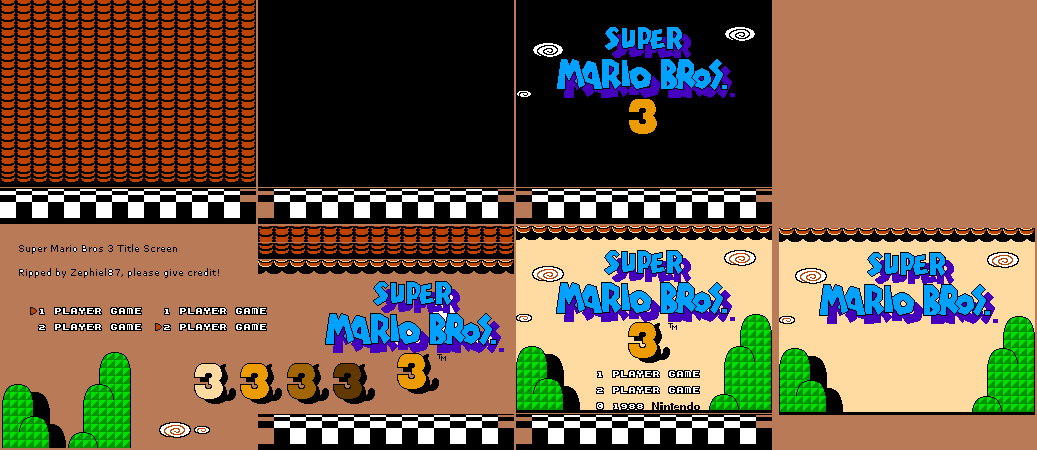 SUPER
MARIO BROS.
3
Super Mario Bros 3 Title Screen
Ripped by Zephiel87, please give credit!
1 PLAYER GAME
2 PLAYER GAME
1 PLAYER GAME
2 PLAYER GAME
3 3 3 3
SUPER
MARIO BROS.
3 TM
SUPER
MARIO BROS.
3 TM
1 PLAYER GAME
2 PLAYER GAME
© 1988 Nintendo
SUPER
MARIO BROS.